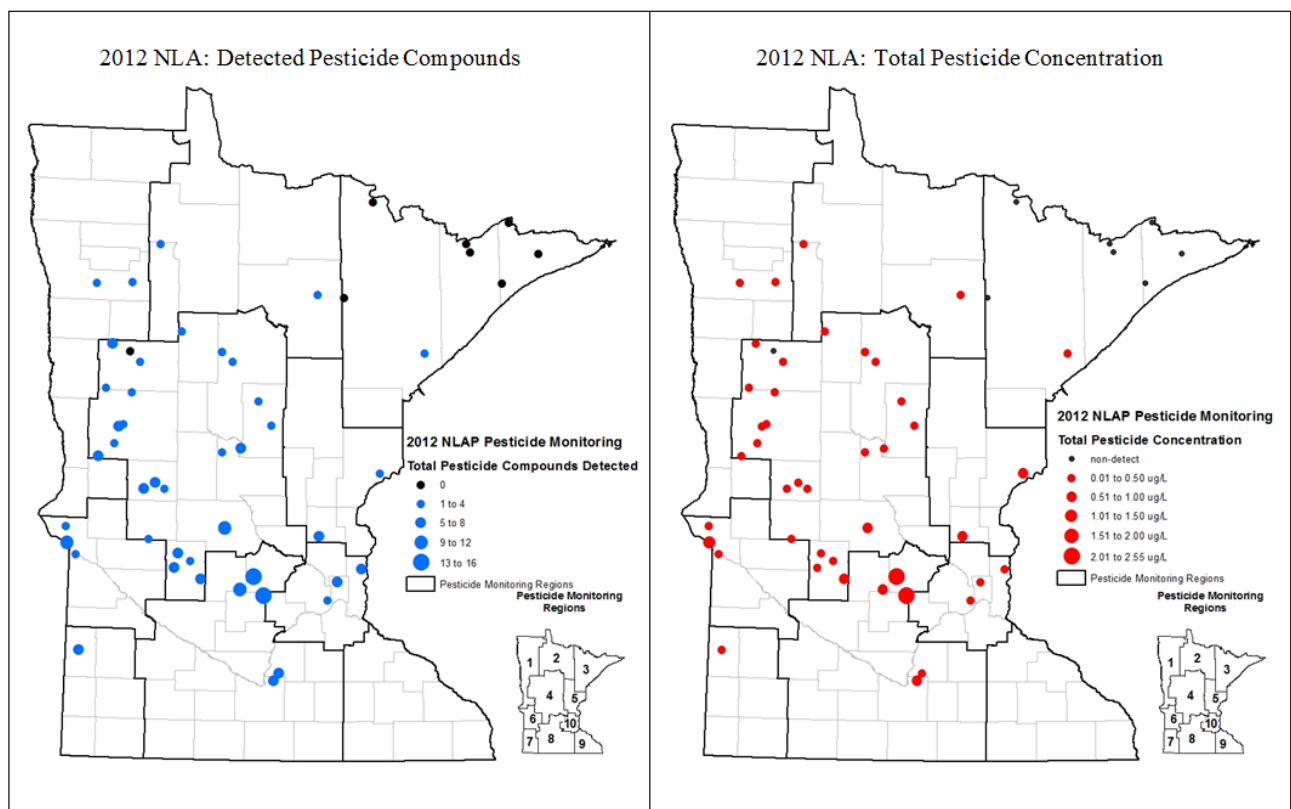 2012 NLA: Detected Pesticide Compounds
2012 NLAP Pesticide Monitoring
Total Pesticide Compounds Detected
0
1 to 4
5 to 8
9 to 12
13 to 16
Pesticide Monitoring Regions
Pesticide Monitoring
Regions
1
2
3
4
5
6
10
7
8
9
2012 NLA: Total Pesticide Concentration
2012 NLAP Pesticide Monitoring
Total Pesticide Concentration
non-detect
0.01 to 0.50 ug/L
0.51 to 1.00 ug/L
1.01 to 1.50 ug/L
1.51 to 2.00 ug/L
2.01 to 2.55 ug/L
Pesticide Monitoring Regions
Pesticide Monitoring
Regions
1
2
3
4
5
6
10
7
8
9